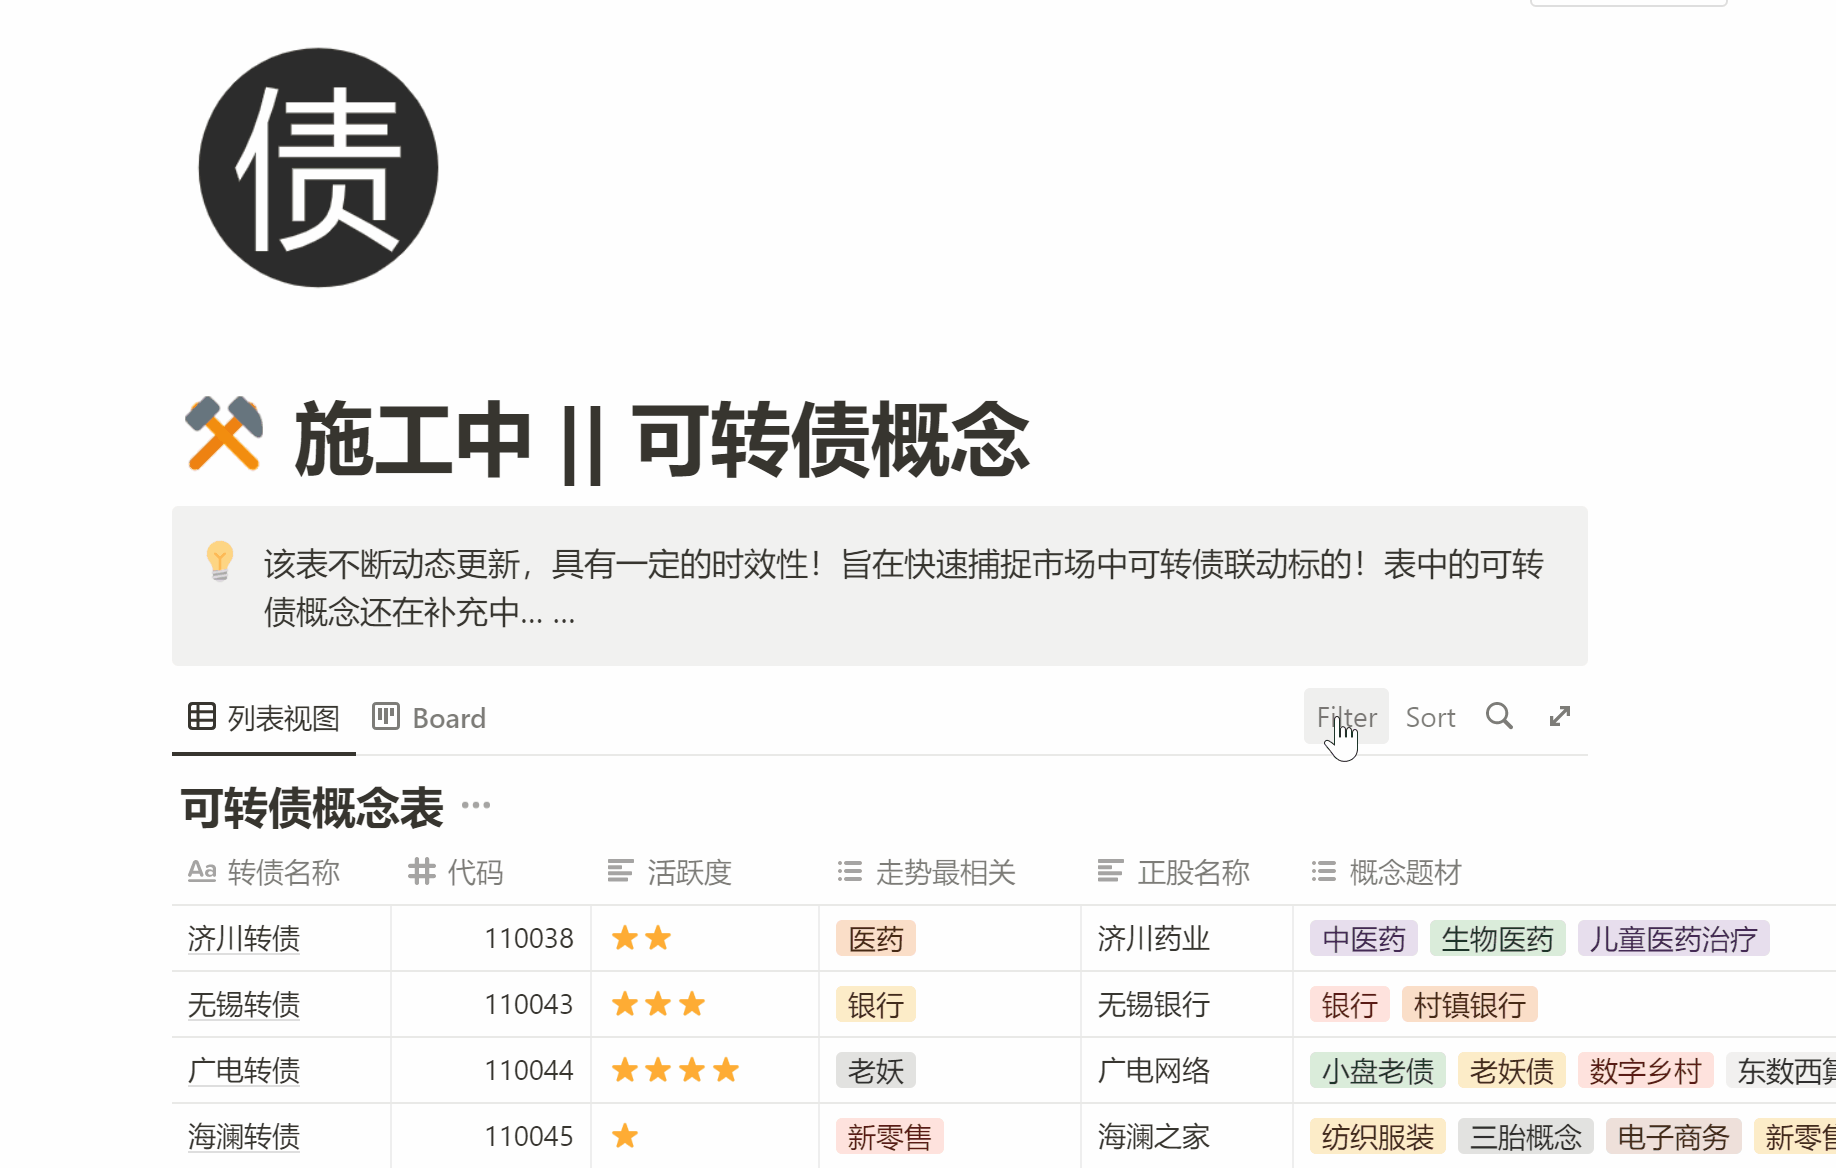 债
施工中 || 可转债概念
该表不断动态更新，具有一定的时效性！旨在快速捕捉市场中可转债联动标的！表中的可转
债概念还在补充中... ...
列表视图 Board Filter Sort
可转债概念表 ...
Aa 转债名称 # 代码 活跃度 走势最相关 正股名称 概念题材
济川转债 110038 医药 济川药业 中医药 生物医药 儿童医药治疗
无锡转债 110043 银行 无锡银行 银行 村镇银行
广电转债 110044 老妖 广电网络 小盘老债 老妖债 数字乡村 东数西算
海澜转债 110045 新零售 海澜之家 纺织服装 三胎概念 电子商务 新零售